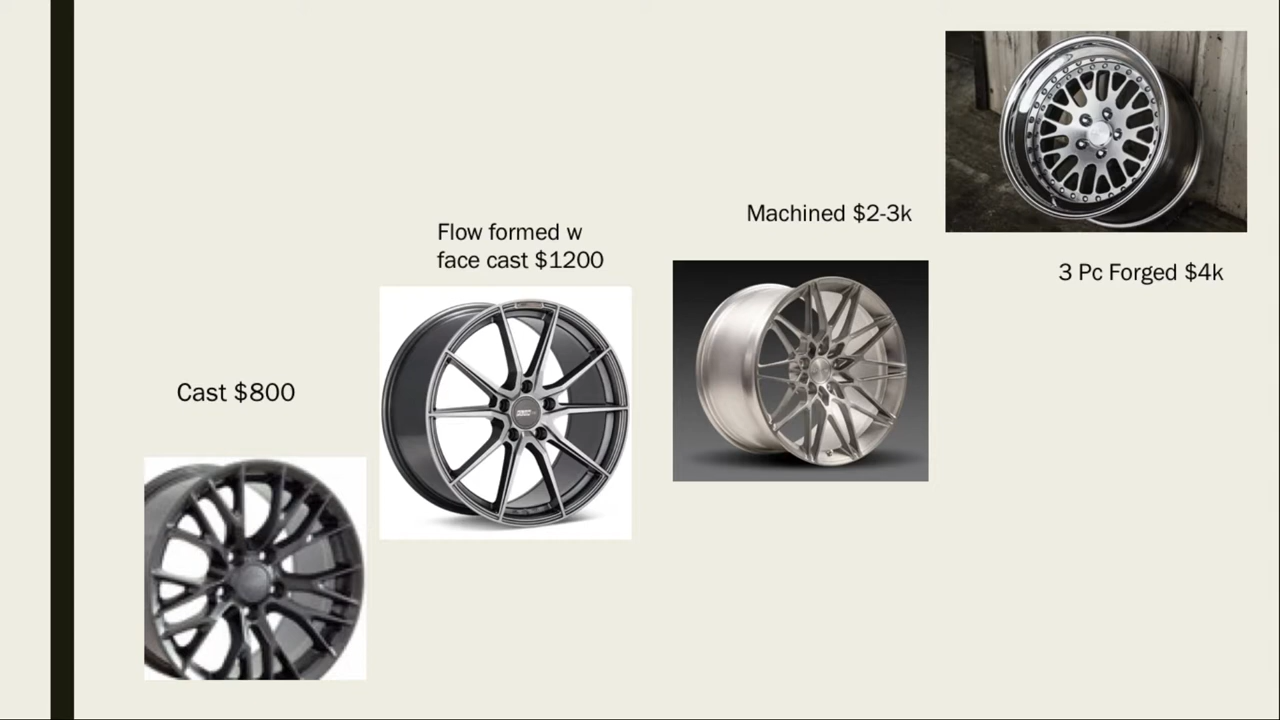 Cast $800
Flow formed w
face cast $1200
Machined $2-3k
3 Pc Forged $4k